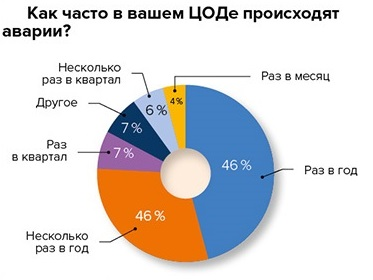 Как часто в вашем ЦОДе происходят
аварии?
Несколько
раз в квартал
Раз в месяц
Другое
6 %
4%
7 %
Раз
в квартал
7 %
46 %
Раз в год
46 %
Несколько
раз в год